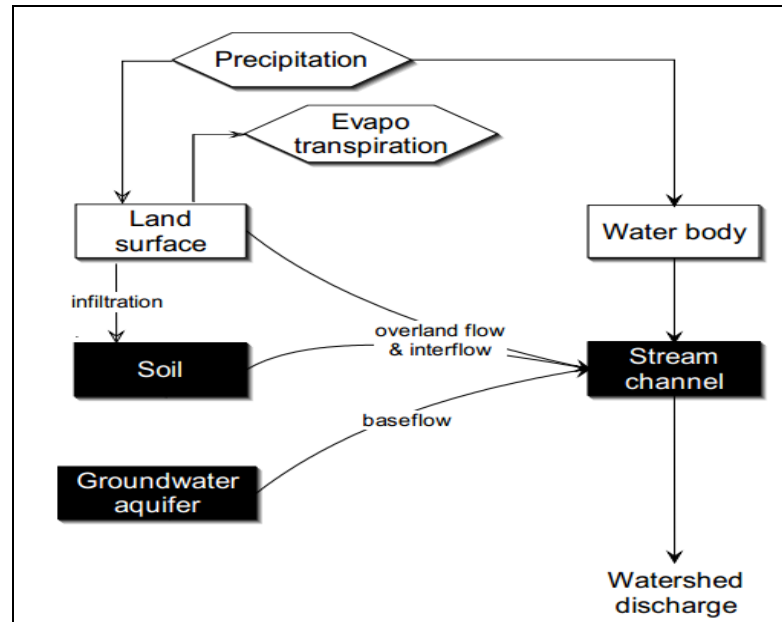 Precipitation
Evapo
transpiration
Land
surface
Water body
infiltration
overland flow
& interflow
Soil
Stream
channel
baseflow
Groundwater
aquifer
Watershed
discharge